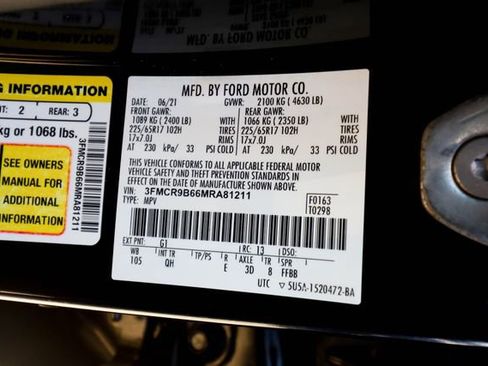 MFD. BY FORD MOTOR CO.
G INFORMATION
NT: 2 REAR: 3
kg or 1068 lbs.
SEE OWNERS
MANUAL FOR
ADDITIONAL
INFORMATION
3FMCR9B66MRA81211
MFD. BY FORD MOTOR CO.
DATE: 06/21 GVWR: 2100 KG ( 4630 LB)
FRONT GAWR: REAR GAWR:
1089 KG ( 2400 LB) WITH 1066 KG ( 2350 LB) WITH
225/65R17 102H TIRES 225/65R17 102H TIRES
17x7.0J RIMS 17x7.0J RIMS
AT 230 kPa/ 33 PSI COLD AT 230 kPa/ 33 PSI COLD
THIS VEHICLE CONFORMS TO ALL APPLICABLE FEDERAL MOTOR
VEHICLE SAFETY AND THEFT PREVENTION STANDARDS IN
EFFECT ON THE DATE OF MANUFACTURE SHOWN ABOVE.
VIN: 3FMCR9B66MRA81211 F0163
TYPE: MPV T0298
EXT PNT: G1 RC: 13 DSO:
WB INT TR TP/PS R AXLE TR SPR
105 QH E 3D 8 FFBB
UTC ▽5U5A-1520472-BA